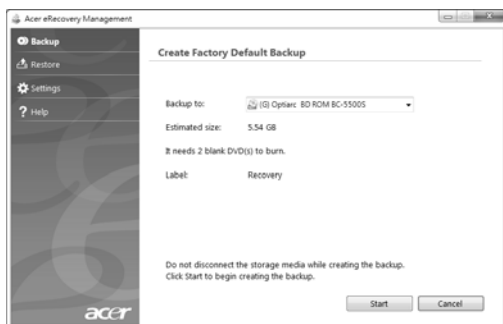 Acer eRecovery Management
Backup
Restore
Settings
Help
Create Factory Default Backup
Backup to: (G) Optiarc BD ROM BC-5500S
Estimated size: 5.54 GB
It needs 2 blank DVD(s) to burn.
Label: Recovery
Do not disconnect the storage media while creating the backup.
Click Start to begin creating the backup.
Start Cancel
acer